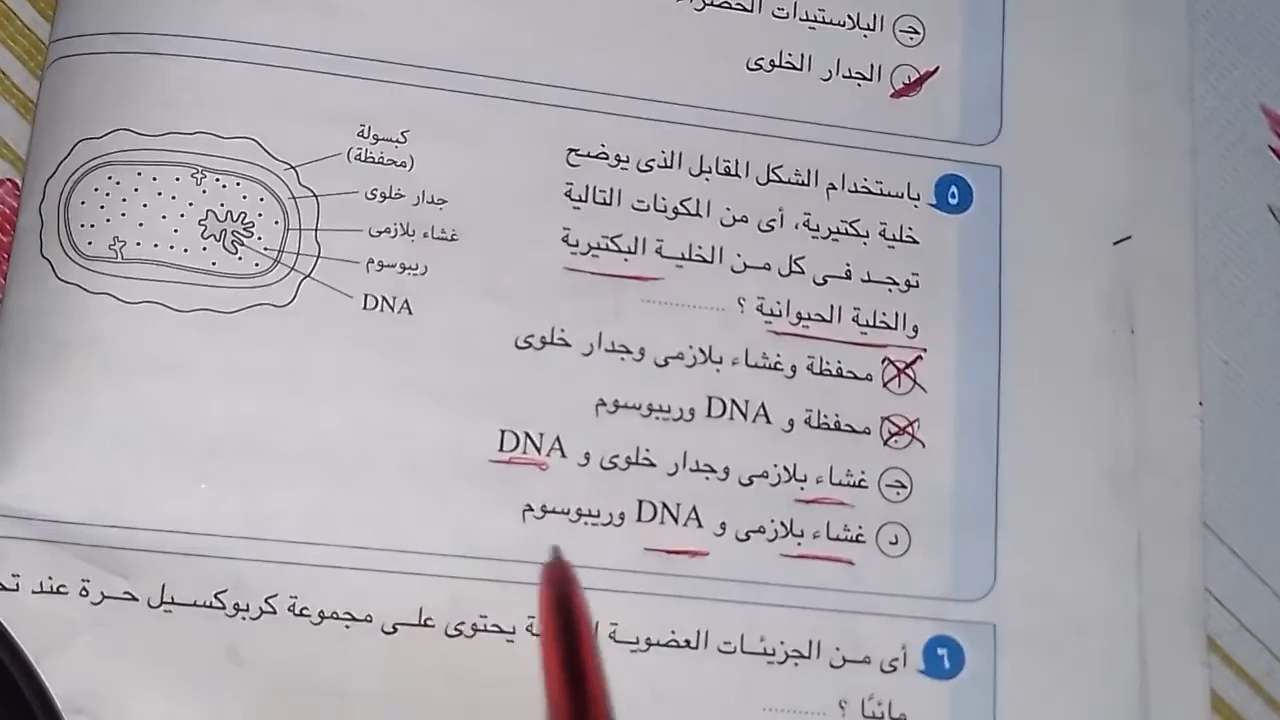 جـ البلاستيدات
د الجدار الخلوى
٥ باستخدام الشكل المقابل الذى يوضح
خلية بكتيرية، أى من المكونات التالية
توجد فى كل من الخلية البكتيرية
والخلية الحيوانية ؟ ............
كبسولة
(محفظة)
جدار خلوى
غشاء بلازمى
ريبوسوم
DNA
أ محفظة وغشاء بلازمى وجدار خلوى
ب محفظة و DNA وريبوسوم
جـ غشاء بلازمى وجدار خلوى و DNA
د غشاء بلازمى و DNA وريبوسوم
٦ أى من الجزيئات العضوية يحتوى على مجموعة كربوكسيل حرة عند
مائيًا ؟ ............